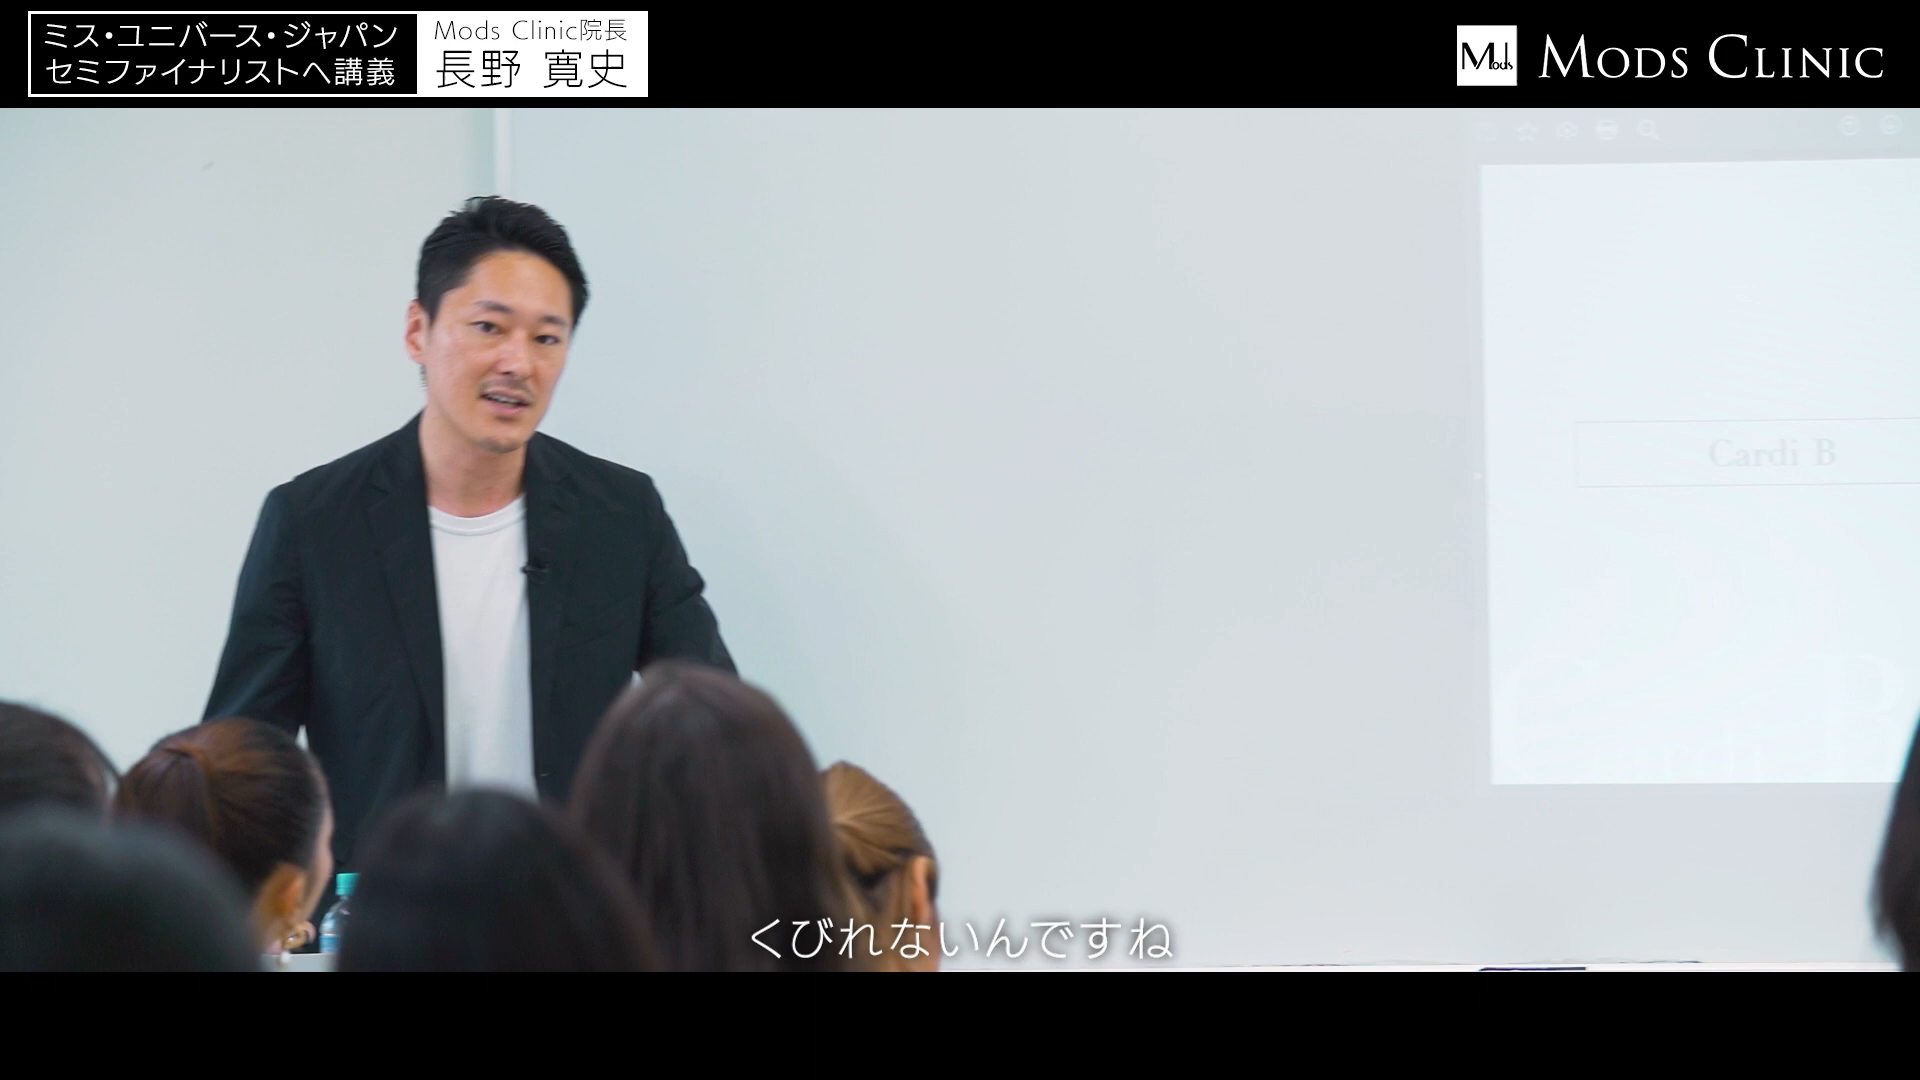 ミス・ユニバース・ジャパン
セミファイナリストへ講義
Mods Clinic院長
長野 寛史
Mods
MODS CLINIC
Cardi B
くびれないんですね